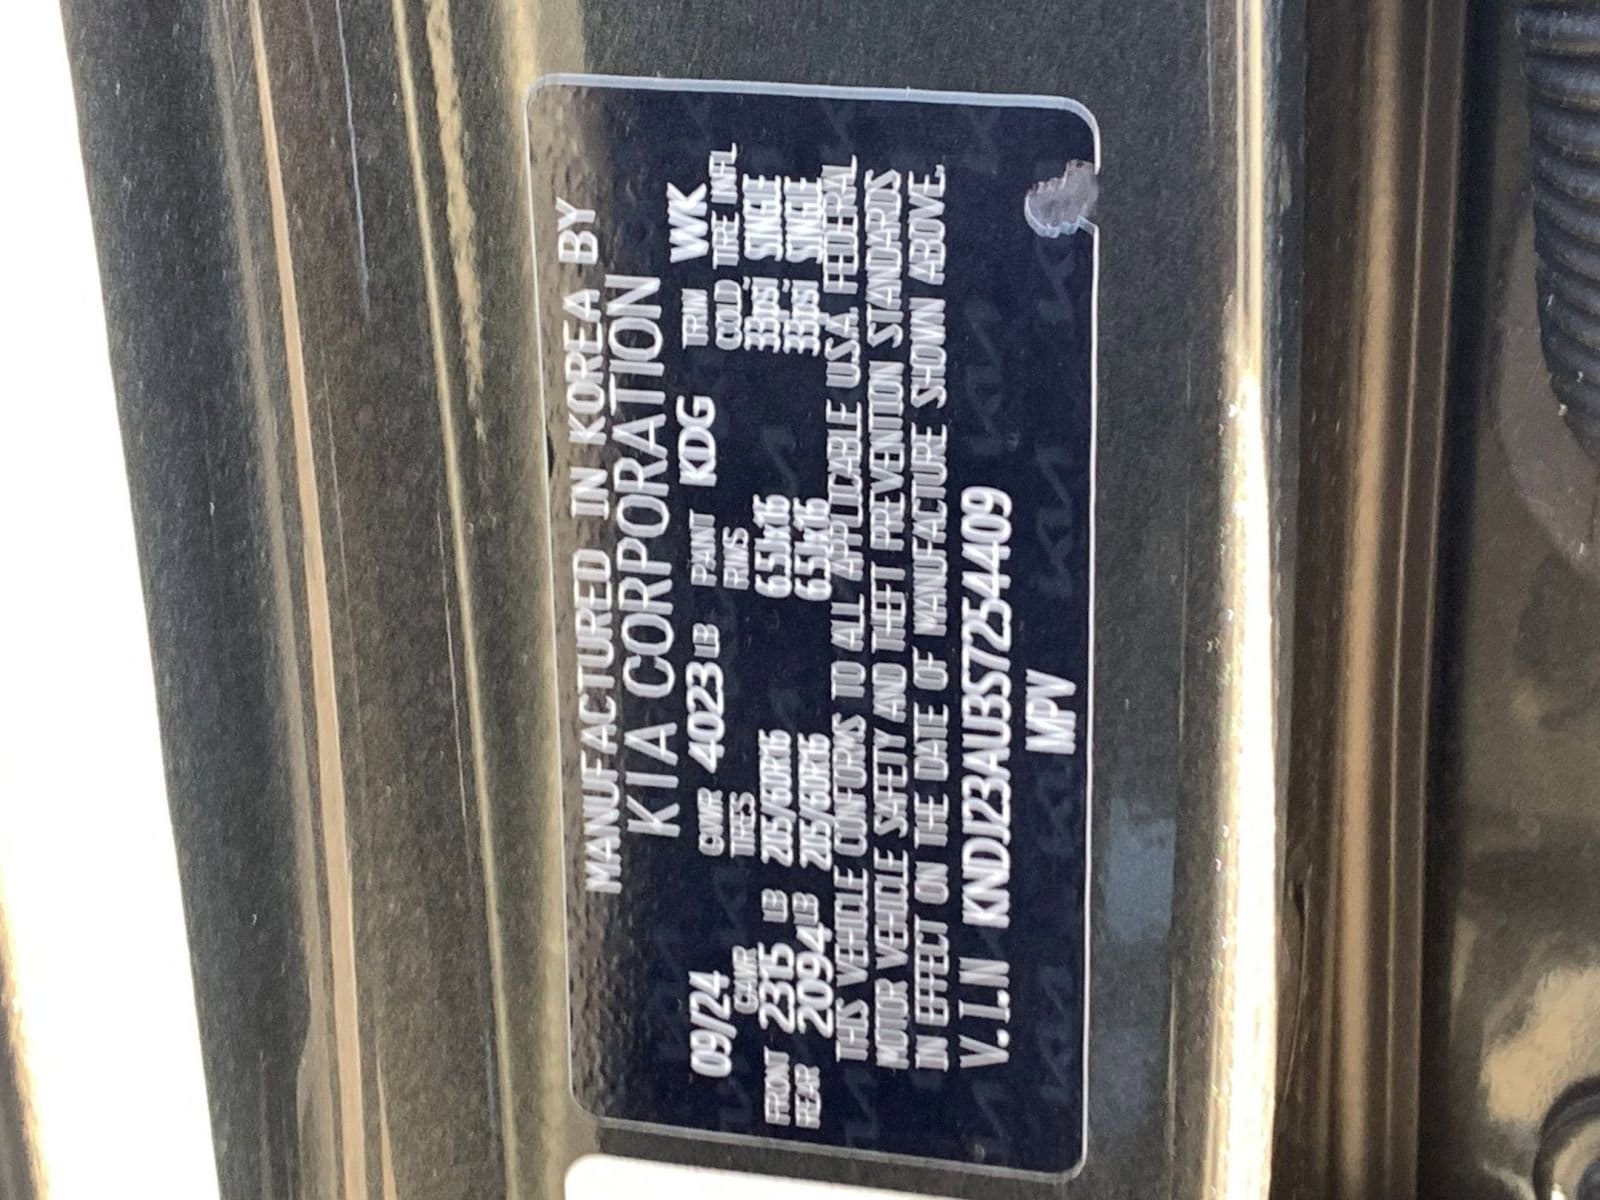 MANUFACTURED IN KOREA BY
KIA CORPORATION
09/24 GVWR 4023 LB PAINT KDG TRIM WK
GAWR TIRES RIMS COLD TIRE INFL
FRONT 2315 LB 215/60R16 6.5Jx16 33psi, SINGLE
REAR 2094 LB 215/60R16 6.5Jx16 33psi, SINGLE
THIS VEHICLE CONFORMS TO ALL APPLICABLE U.S.A. FEDERAL
MOTOR VEHICLE SAFETY AND THEFT PREVENTION STANDARDS
IN EFFECT ON THE DATE OF MANUFACTURE SHOWN ABOVE.
V.I.N KNDJ23AU3S7254409
MPV